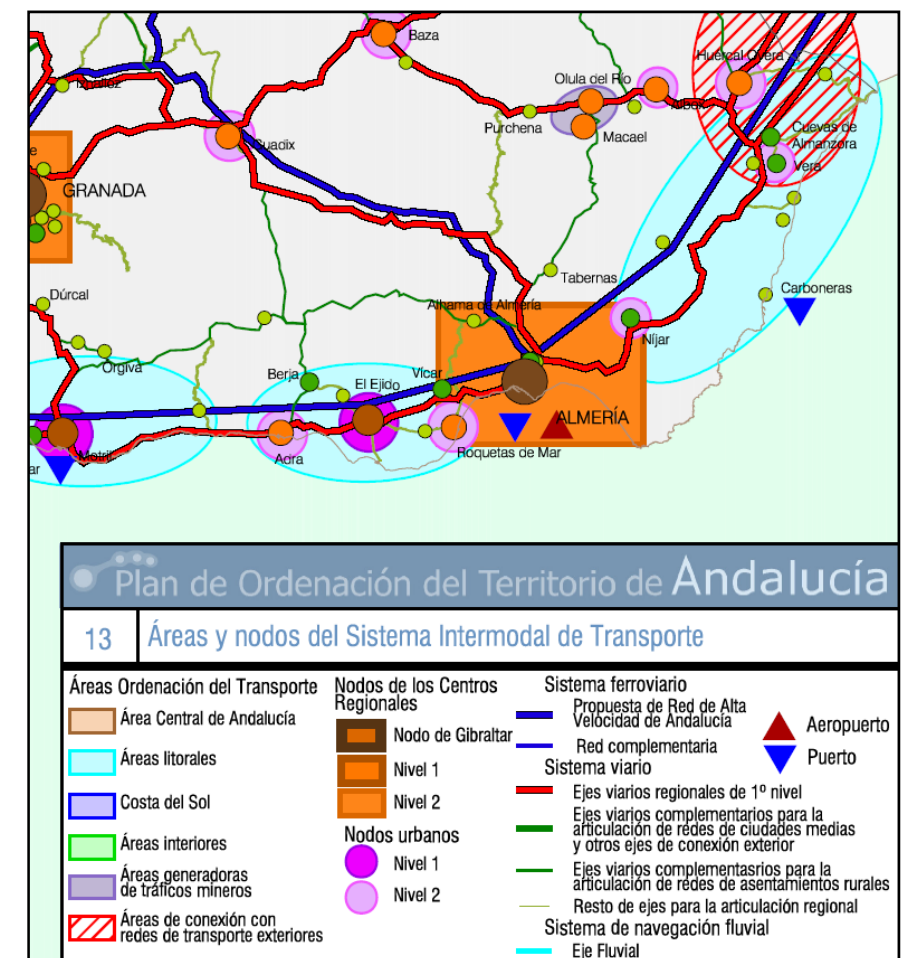 Baza
Huércal Overa
Olula del Río
Iznalloz
Albox
Purchena
Macael
Cuevas de
Almanzora
Guadix
Vera
e
GRANADA
Tabernas
Carboneras
Dúrcal
Alhama de Almería
Níjar
Orgiva
Berja
Vícar
El Ejido
ALMERÍA
Roquetas de Mar
Adra
Motril
ar
Plan de Ordenación del Territorio de Andalucía
13 Áreas y nodos del Sistema Intermodal de Transporte
Áreas Ordenación del Transporte
Área Central de Andalucía
Áreas litorales
Costa del Sol
Áreas interiores
Áreas generadoras
de tráficos mineros
Áreas de conexión con
redes de transporte exteriores
Nodos de los Centros
Regionales
Nodo de Gibraltar
Nivel 1
Nivel 2
Nodos urbanos
Nivel 1
Nivel 2
Sistema ferroviario
Propuesta de Red de Alta
Velocidad de Andalucía
Red complementaria
Sistema viario
Ejes viarios regionales de 1º nivel
Ejes viarios complementarios para la
articulación de redes de ciudades medias
y otros ejes de conexión exterior
Ejes viarios complementasrios para la
articulación de redes de asentamientos rurales
Resto de ejes para la articulación regional
Sistema de navegación fluvial
Eje Fluvial
Aeropuerto
Puerto